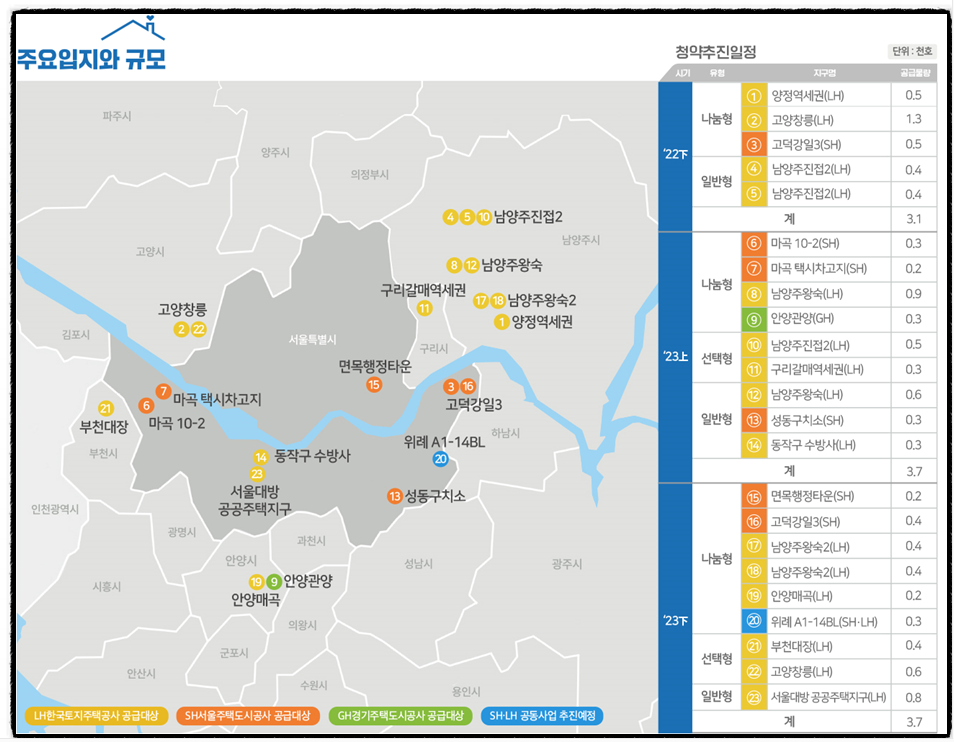 주요입지와 규모
청약추진일정
단위 : 천호
시기 유형 지구명 공급물량
'22下
나눔형
① 양정역세권(LH) 0.5
② 고양창릉(LH) 1.3
③ 고덕강일3(SH) 0.5
일반형
④ 남양주진접2(LH) 0.4
⑤ 남양주진접2(LH) 0.4
계 3.1
'23上
나눔형
⑥ 마곡 10-2(SH) 0.3
⑦ 마곡 택시차고지(SH) 0.2
⑧ 남양주왕숙(LH) 0.9
⑨ 안양관양(GH) 0.3
선택형
⑩ 남양주진접2(LH) 0.5
⑪ 구리갈매역세권(LH) 0.3
일반형
⑫ 남양주왕숙(LH) 0.6
⑬ 성동구치소(SH) 0.3
⑭ 동작구 수방사(LH) 0.3
계 3.7
'23下
나눔형
⑮ 면목행정타운(SH) 0.2
⑯ 고덕강일3(SH) 0.4
⑰ 남양주왕숙2(LH) 0.4
⑱ 남양주왕숙2(LH) 0.4
⑲ 안양매곡(LH) 0.2
⑳ 위례 A1-14BL(SH·LH) 0.3
선택형
㉑ 부천대장(LH) 0.4
㉒ 고양창릉(LH) 0.6
일반형
㉓ 서울대방 공공주택지구(LH) 0.8
계 3.7
파주시
양주시
의정부시
4 5 10 남양주진접2
남양주시
고양시
8 12 남양주왕숙
구리갈매역세권
11
17 18 남양주왕숙2
고양창릉
2 22
1 양정역세권
김포시
서울특별시
구리시
면목행정타운
15
3 16
고덕강일3
7 마곡 택시차고지
6
마곡 10-2
21
부천대장
부천시
하남시
위례 A1-14BL
20
14 동작구 수방사
23
서울대방
공공주택지구
13 성동구치소
인천광역시
광명시
과천시
안양시
성남시
광주시
19 9 안양관양
안양매곡
시흥시
의왕시
군포시
안산시
수원시
용인시
LH한국토지주택공사 공급대상
SH서울주택도시공사 공급대상
GH경기주택도시공사 공급대상
SH·LH 공동사업 추진예정